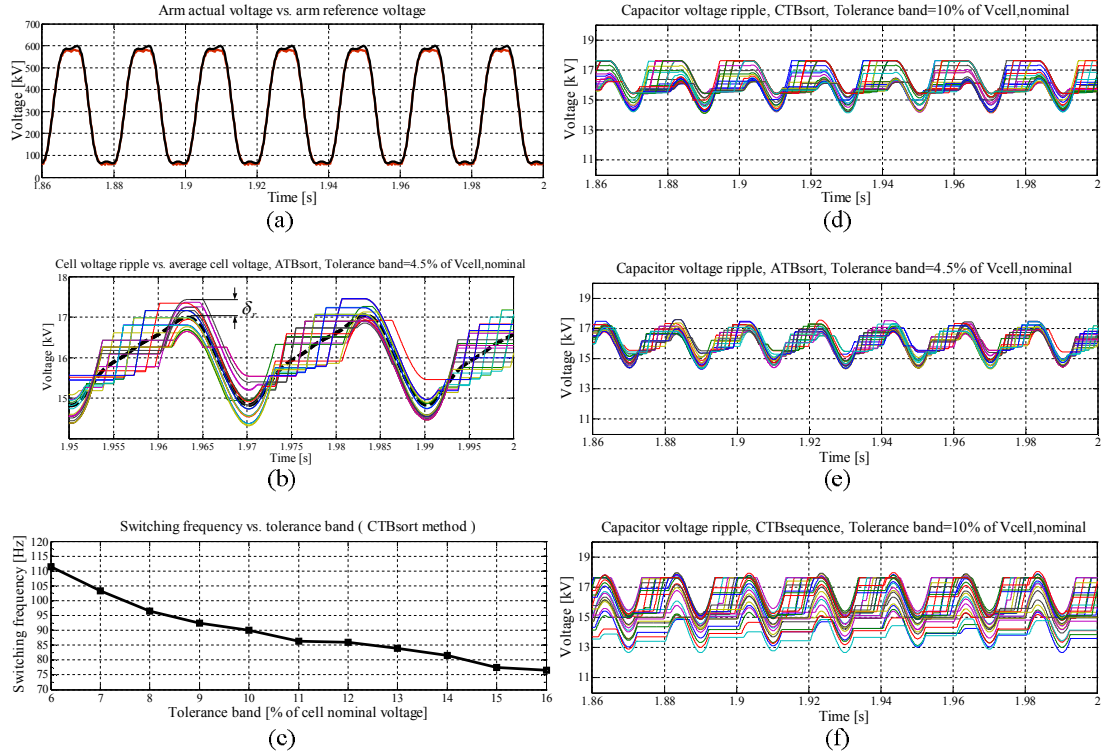 Arm actual voltage vs. arm reference voltage
Voltage [kV]
700
600
500
400
300
200
100
0
1.86 1.88 1.9 1.92 1.94 1.96 1.98 2
Time [s]
(a)
Cell voltage ripple vs. average cell voltage, ATBsort, Tolerance band=4.5% of Vcell,nominal
Voltage [kV]
18
17
16
15
δr
1.95 1.955 1.96 1.965 1.97 1.975 1.98 1.985 1.99 1.995 2
Time [s]
(b)
Switching frequency vs. tolerance band ( CTBsort method )
Switching frequency [Hz]
120
115
110
105
100
95
90
85
80
75
70
6 7 8 9 10 11 12 13 14 15 16
Tolerance band [% of cell nominal voltage]
(c)
Capacitor voltage ripple, CTBsort, Tolerance band=10% of Vcell,nominal
Voltage [kV]
19
17
15
13
11
1.86 1.88 1.9 1.92 1.94 1.96 1.98 2
Time [s]
(d)
Capacitor voltage ripple, ATBsort, Tolerance band=4.5% of Vcell,nominal
Voltage [kV]
19
17
15
13
11
1.86 1.88 1.9 1.92 1.94 1.96 1.98 2
Time [s]
(e)
Capacitor voltage ripple, CTBsequence, Tolerance band=10% of Vcell,nominal
Voltage [kV]
19
17
15
13
11
9
1.86 1.88 1.9 1.92 1.94 1.96 1.98 2
Time [s]
(f)